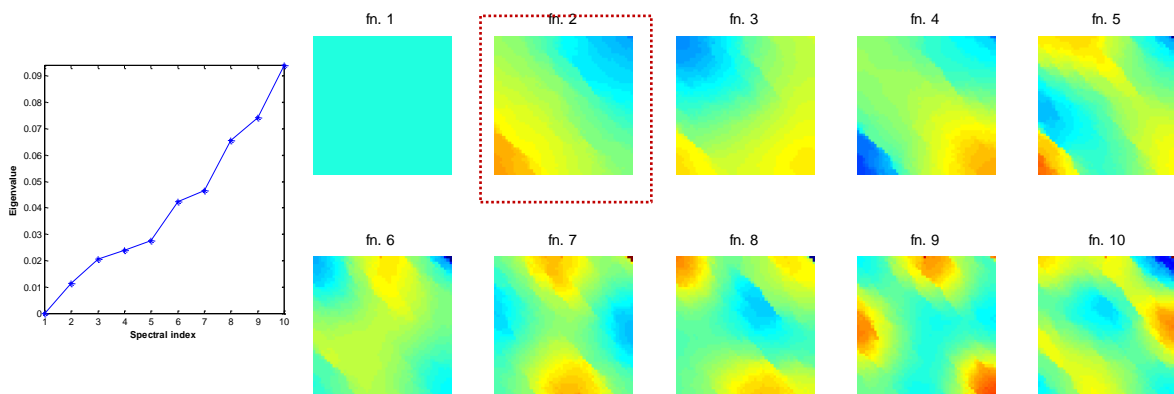 fn. 1
fn. 2
fn. 3
fn. 4
fn. 5
0.09
0.08
0.07
0.06
0.05
0.04
0.03
0.02
0.01
0
Eigenvalue
1 2 3 4 5 6 7 8 9 10
Spectral index
fn. 6
fn. 7
fn. 8
fn. 9
fn. 10